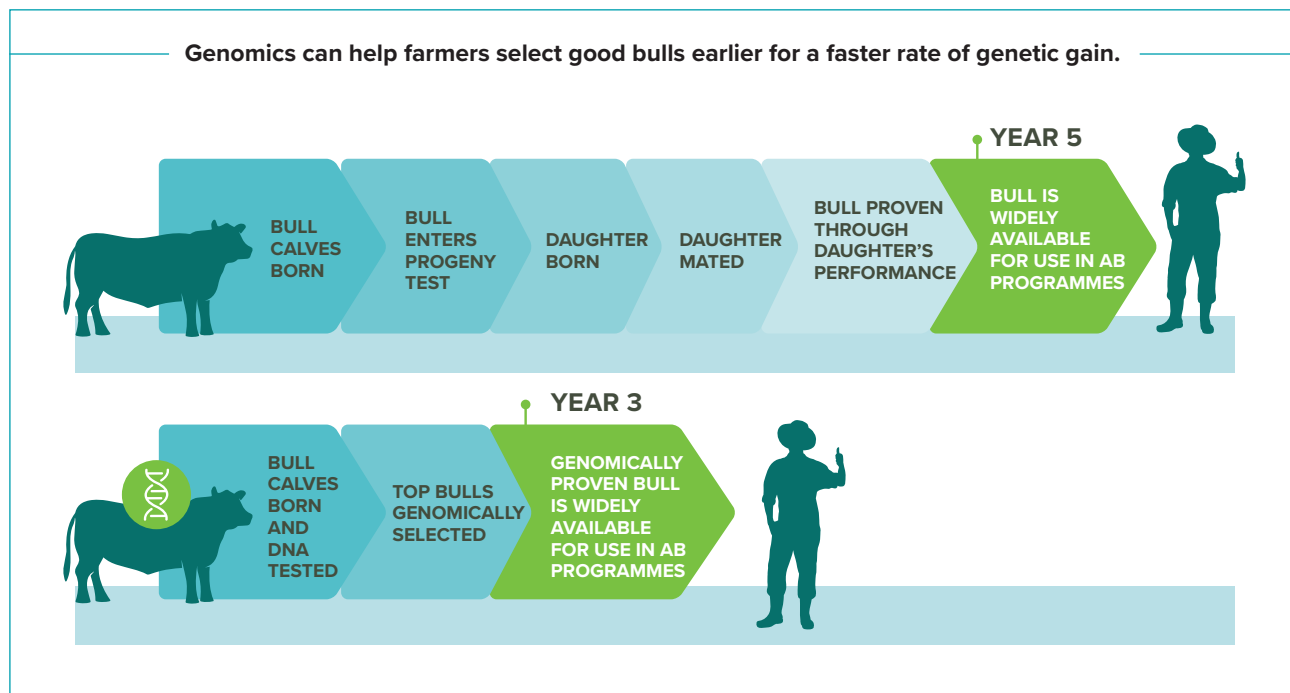 Genomics can help farmers select good bulls earlier for a faster rate of genetic gain.
YEAR 5
BULL
CALVES
BORN
BULL
ENTERS
PROGENY
TEST
DAUGHTER
BORN
DAUGHTER
MATED
BULL PROVEN
THROUGH
DAUGHTER'S
PERFORMANCE
BULL IS
WIDELY
AVAILABLE
FOR USE IN AB
PROGRAMMES
YEAR 3
BULL
CALVES
BORN
AND
DNA
TESTED
TOP BULLS
GENOMICALLY
SELECTED
GENOMICALLY
PROVEN BULL
IS WIDELY
AVAILABLE
FOR USE IN AB
PROGRAMMES